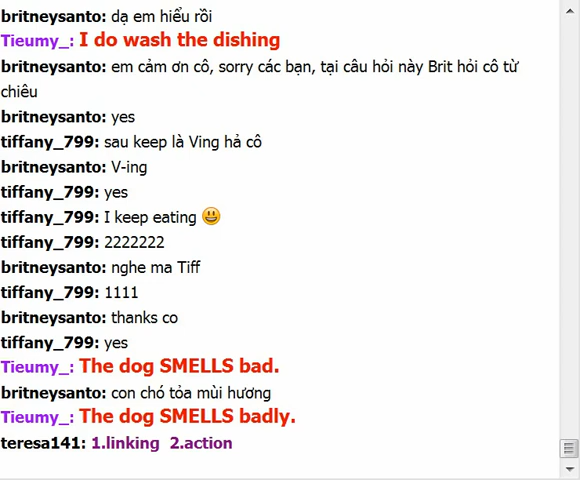 britneysanto: dạ em hiểu rồi
Tieumy_: I do wash the dishing
britneysanto: em cảm ơn cô, sorry các bạn, tại câu hỏi này Brit hỏi cô từ
chiêu
britneysanto: yes
tiffany_799: sau keep là Ving hả cô
britneysanto: V-ing
tiffany_799: yes
tiffany_799: I keep eating 😃
tiffany_799: 2222222
britneysanto: nghe ma Tiff
tiffany_799: 1111
britneysanto: thanks co
tiffany_799: yes
Tieumy_: The dog SMELLS bad.
britneysanto: con chó tỏa mùi hương
Tieumy_: The dog SMELLS badly.
teresa141: 1.linking 2.action